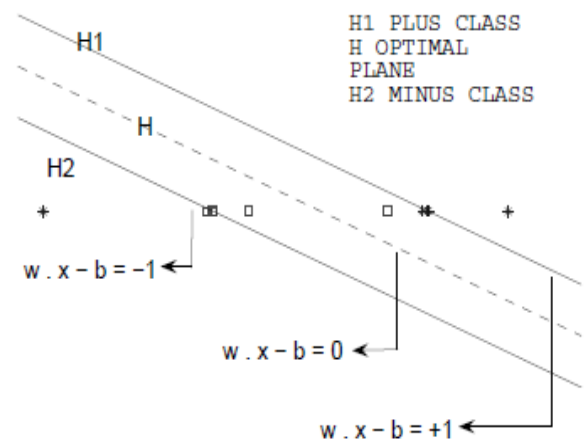 H1 PLUS CLASS
H OPTIMAL
PLANE
H2 MINUS CLASS
H1
H
H2
w . x − b = −1
w . x − b = 0
w . x − b = +1